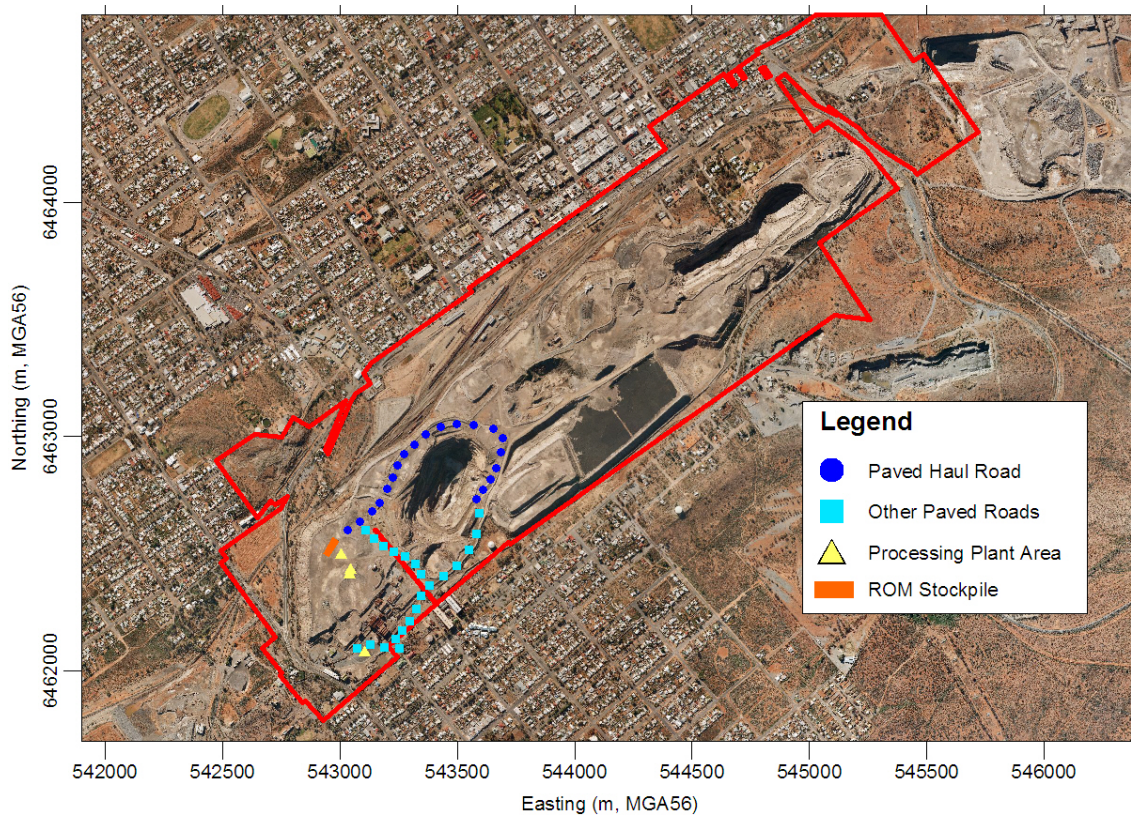 6464000
6463000
6462000
Northing (m, MGA56)
Legend
Paved Haul Road
Other Paved Roads
Processing Plant Area
ROM Stockpile
542000 542500 543000 543500 544000 544500 545000 545500 546000
Easting (m, MGA56)